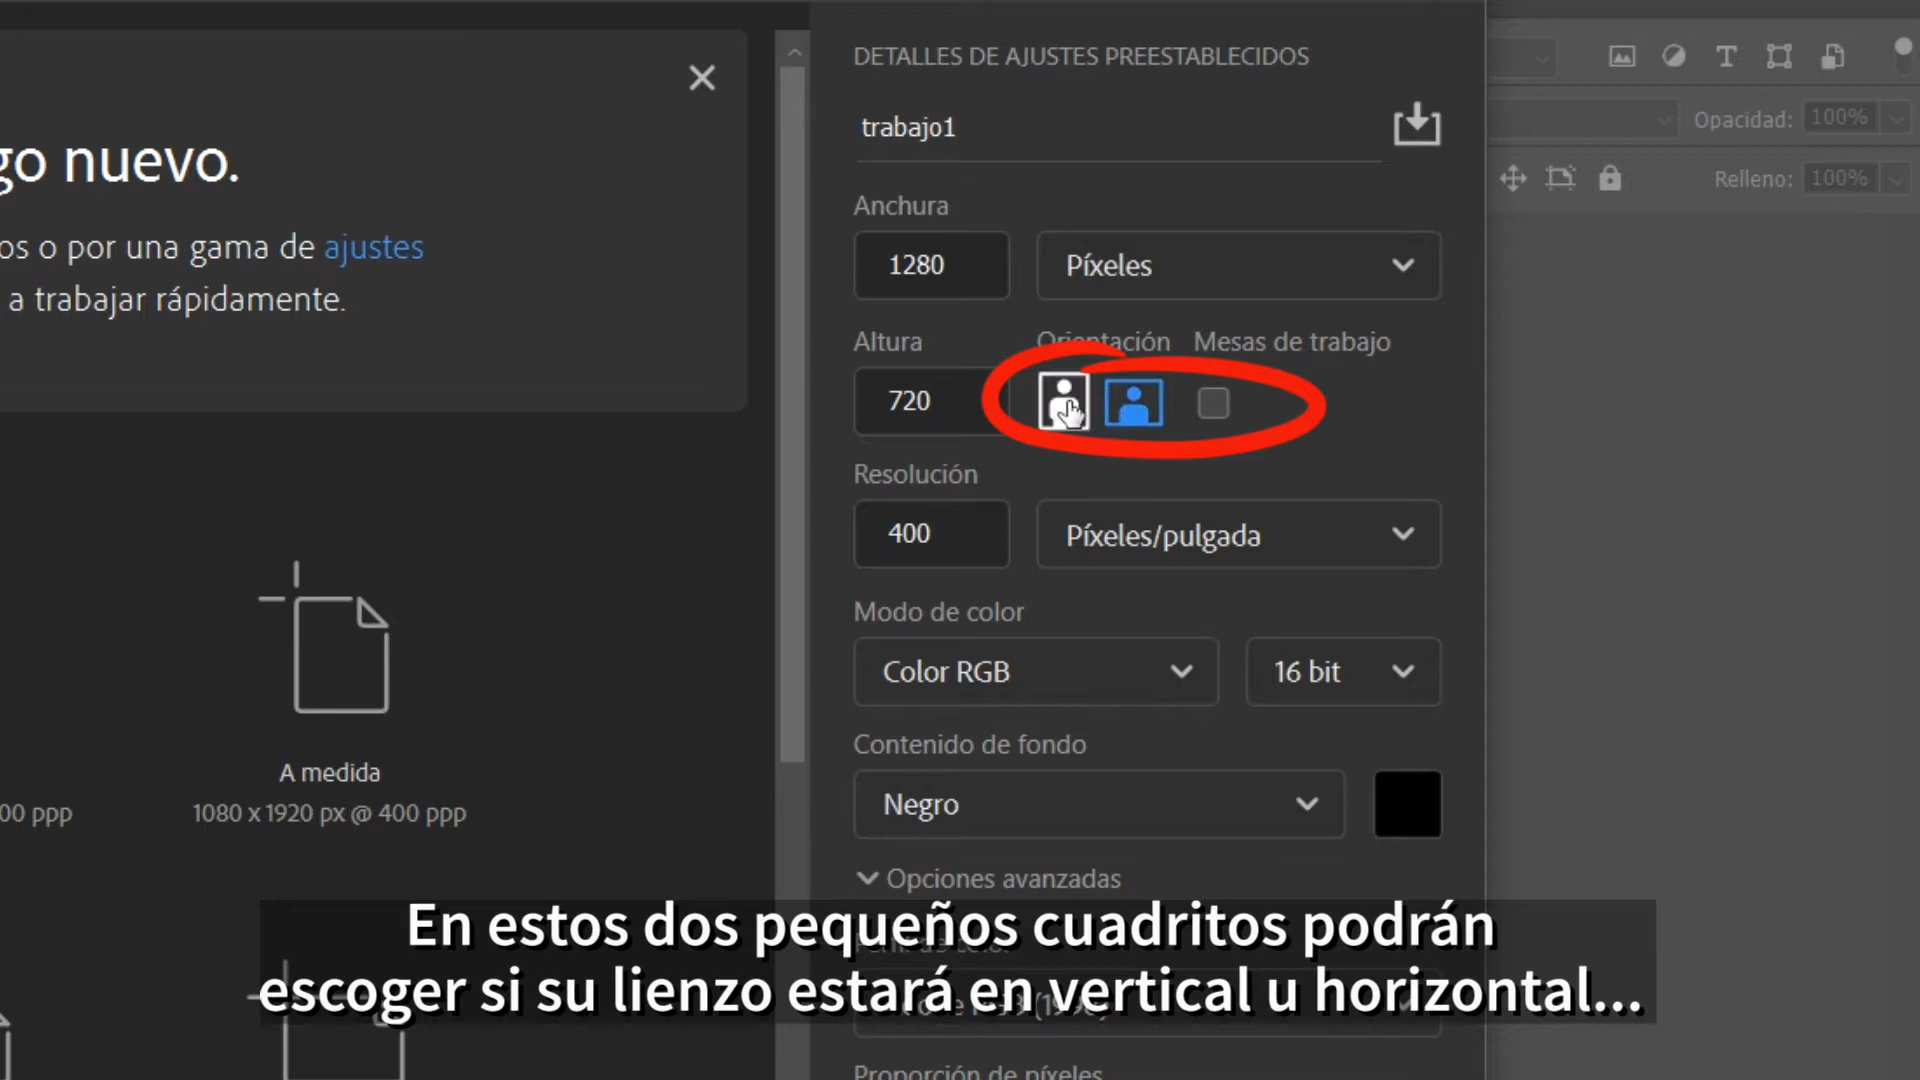 DETALLES DE AJUSTES PREESTABLECIDOS
go nuevo.
os o por una gama de ajustes
a trabajar rápidamente.
trabajo1
Anchura
1280
Píxeles
Altura
Orientación
Mesas de trabajo
720
Resolución
400
Píxeles/pulgada
Modo de color
Color RGB
16 bit
Contenido de fondo
Negro
Opciones avanzadas
A medida
00 ppp
1080 x 1920 px @ 400 ppp
Opacidad:
100%
Relleno:
100%
En estos dos pequeños cuadritos podrán
escoger si su lienzo estará en vertical u horizontal...
Proporción de píxeles